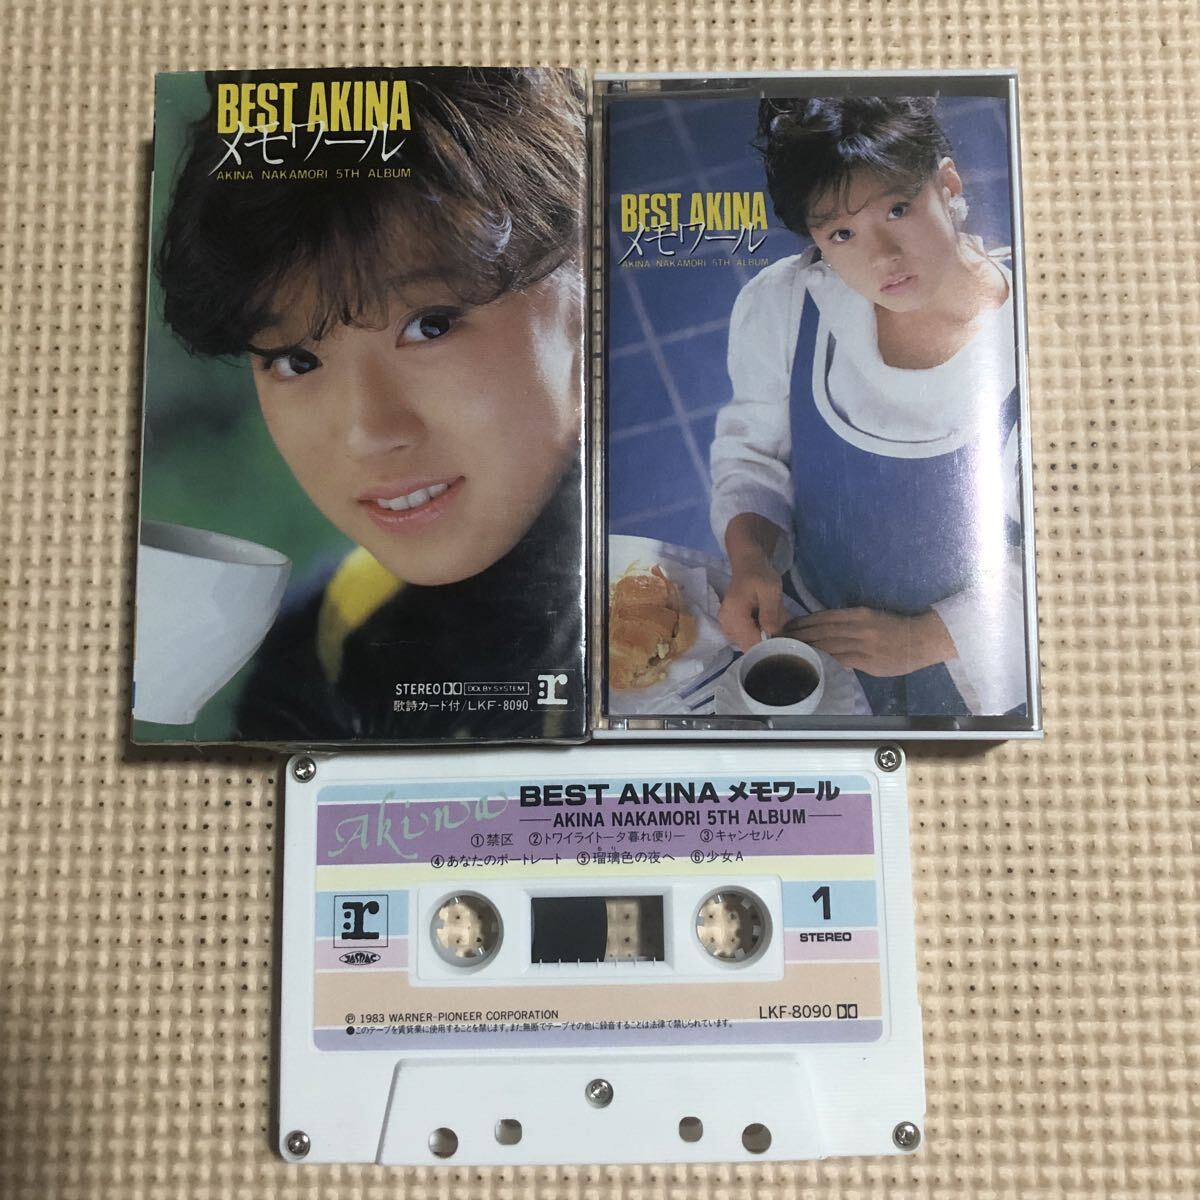 BEST AKINA
メモワール
AKINA NAKAMORI 5TH ALBUM
STEREO DOLBY SYSTEM
歌詩カード付/LKF-8090
r
BEST AKINA
メモワール
AKINA NAKAMORI 5TH ALBUM
Akina
BEST AKINA メモワール
AKINA NAKAMORI 5TH ALBUM
①禁区 ②トワイライト－夕暮れ便り－ ③キャンセル!
④あなたのポートレート ⑤瑠璃色の夜へ ⑥少女A
r
JASRAC
1
STEREO
Ⓟ 1983 WARNER-PIONEER CORPORATION
LKF-8090
●このテープを賃貸業に使用することを禁じます。また無断でテープその他に録音することは法律で禁じられています。